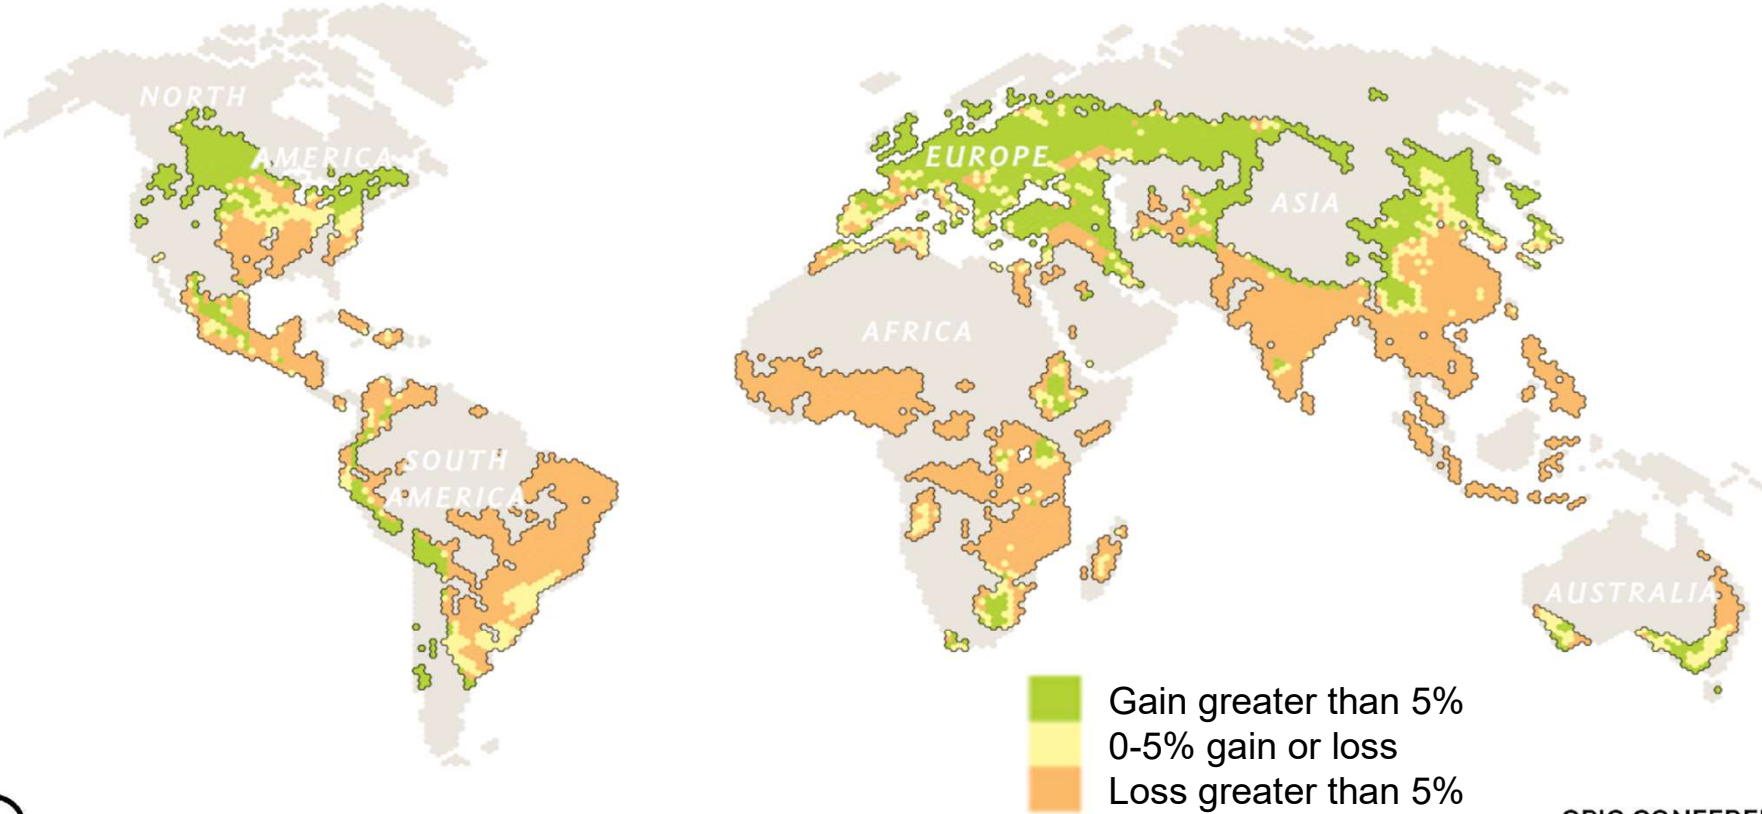 NORTH
AMERICA
EUROPE
ASIA
AFRICA
SOUTH
AMERICA
AUSTRALIA
Gain greater than 5%
0-5% gain or loss
Loss greater than 5%